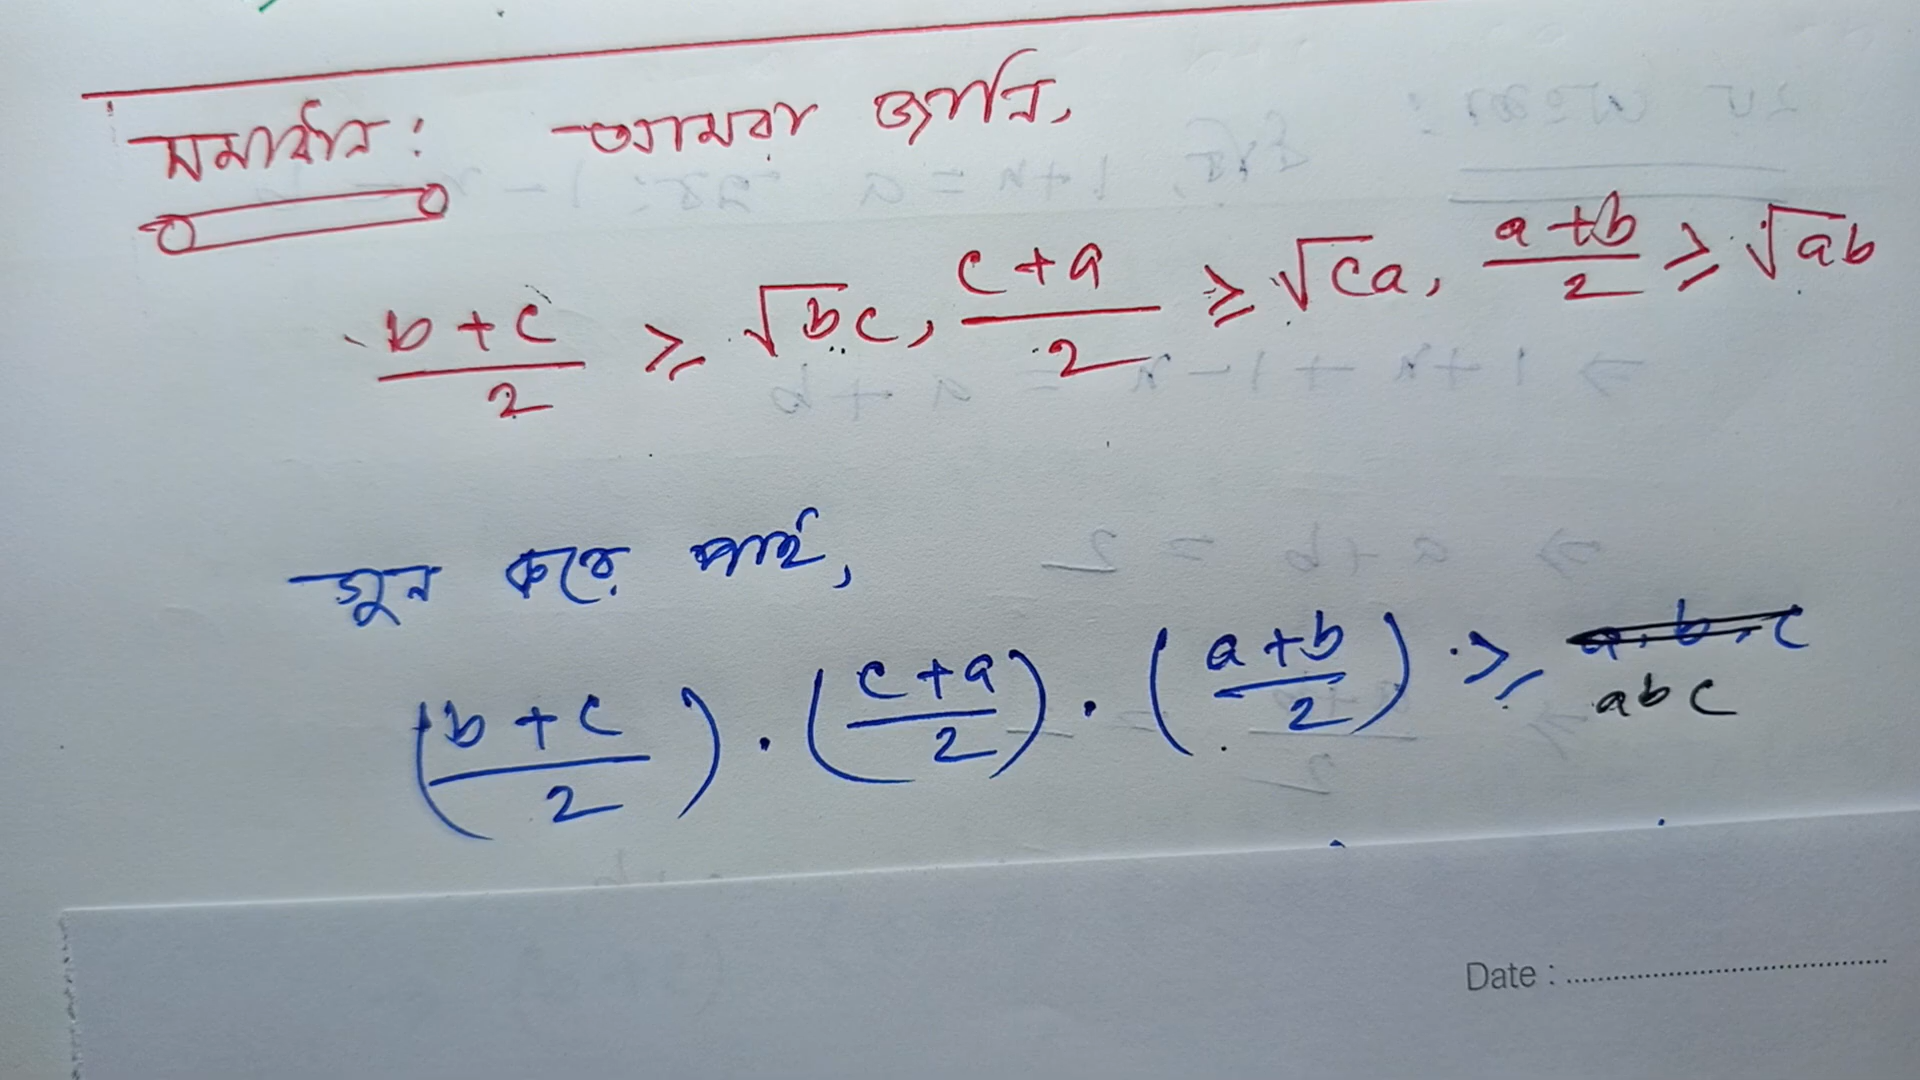 সমাধান: আমরা জানি,
b+c/2 ≥ √bc, c+a/2 ≥ √ca, a+b/2 ≥ √ab
গুন করে পাই,
(b+c/2) · (c+a/2) · (a+b/2) ≥ a.b.c
abc
Date :